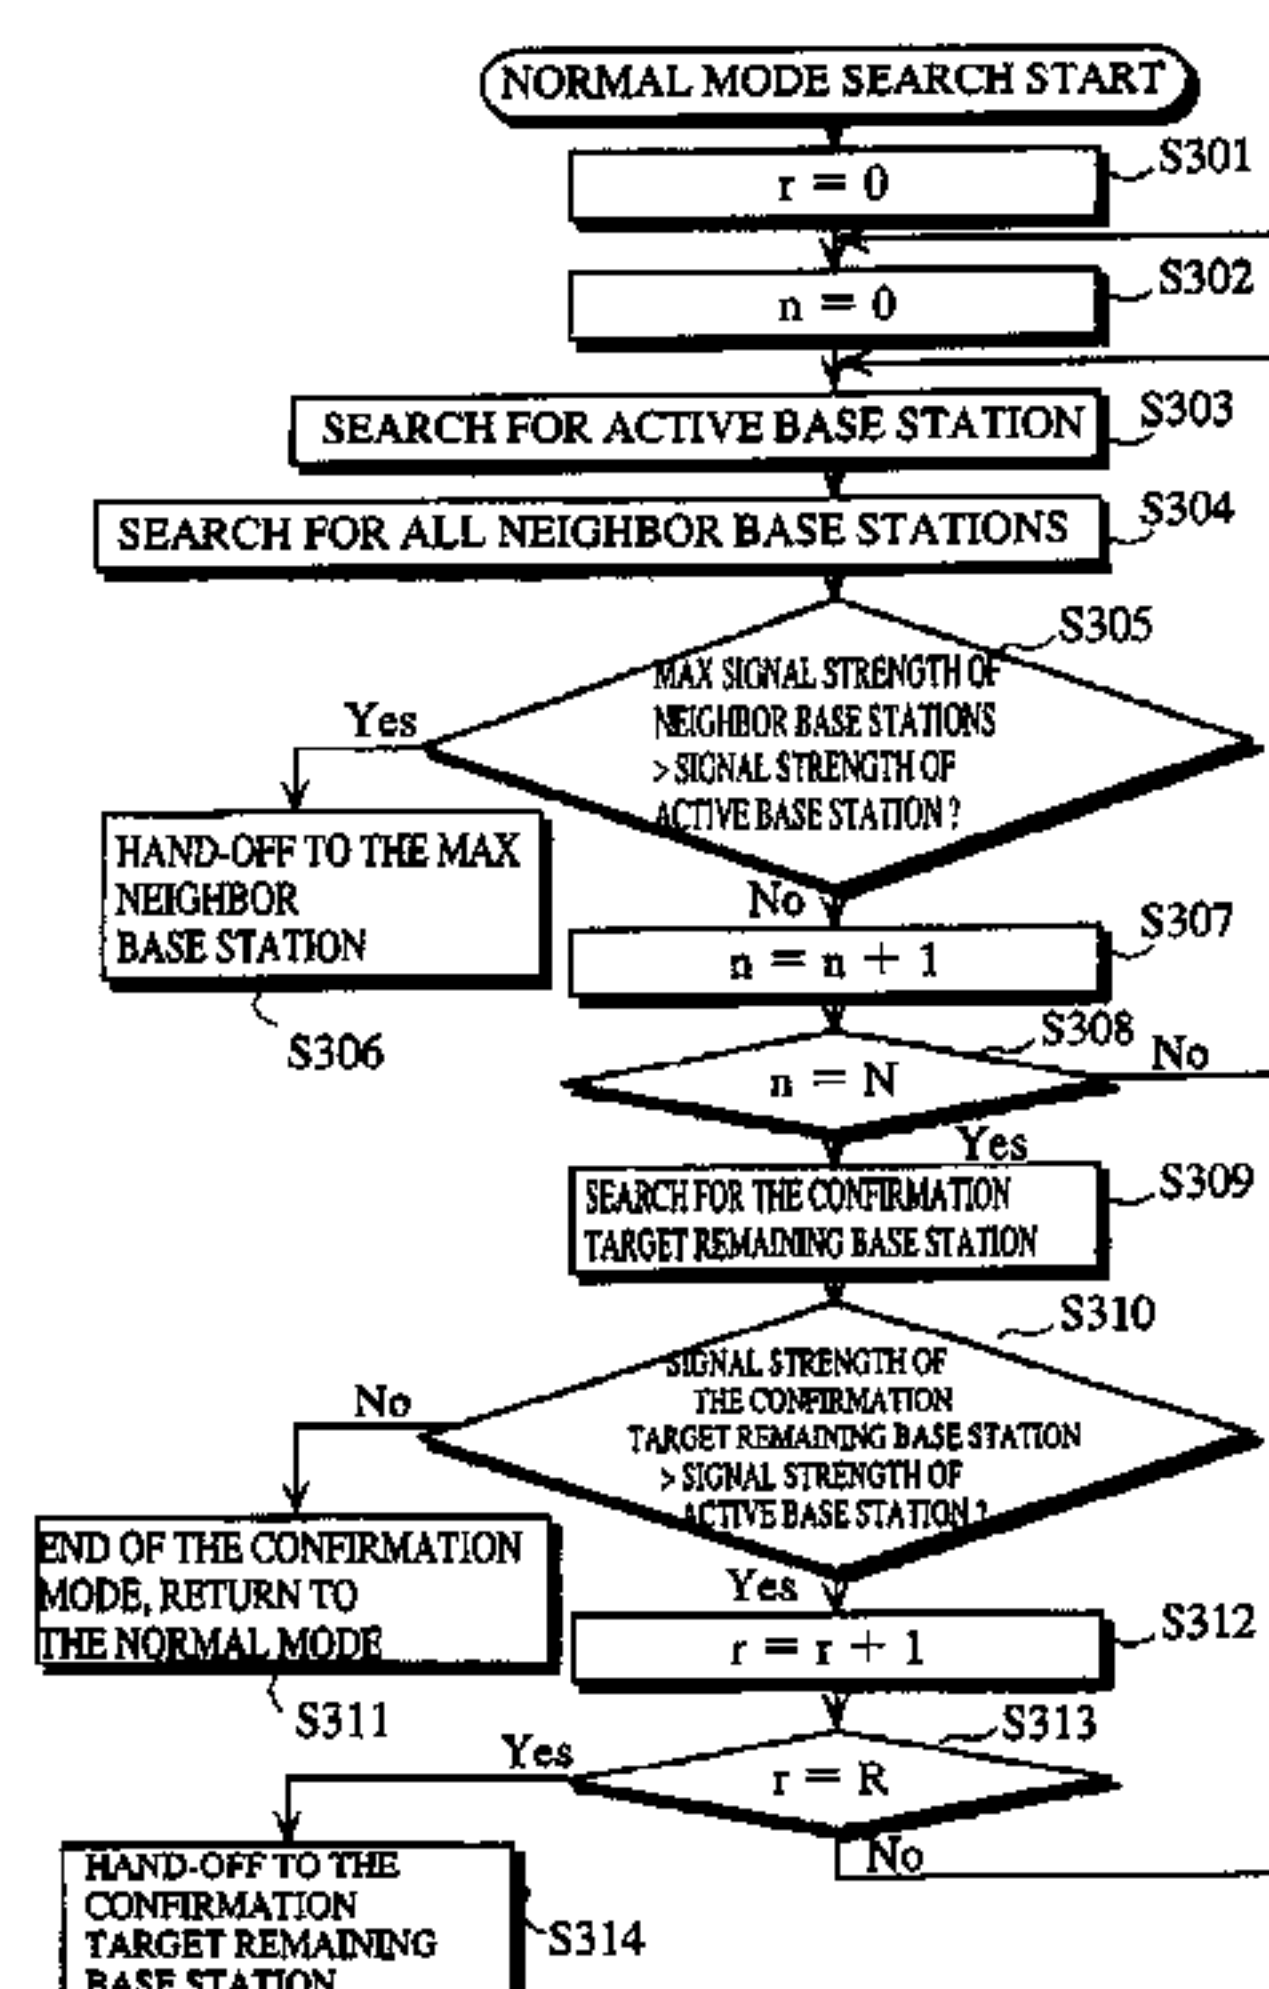 NORMAL MODE SEARCH START
S301
r = 0
S302
n = 0
S303
SEARCH FOR ACTIVE BASE STATION
S304
SEARCH FOR ALL NEIGHBOR BASE STATIONS
S305
MAX SIGNAL STRENGTH OF
NEIGHBOR BASE STATIONS
> SIGNAL STRENGTH OF
ACTIVE BASE STATION ?
Yes
HAND-OFF TO THE MAX
NEIGHBOR
BASE STATION
S306
No
S307
n = n + 1
S308
No
n = N
Yes
S309
SEARCH FOR THE CONFIRMATION
TARGET REMAINING BASE STATION
S310
SIGNAL STRENGTH OF
THE CONFIRMATION
TARGET REMAINING BASE STATION
> SIGNAL STRENGTH OF
ACTIVE BASE STATION ?
No
END OF THE CONFIRMATION
MODE, RETURN TO
THE NORMAL MODE
S311
Yes
S312
r = r + 1
S313
Yes
r = R
No
HAND-OFF TO THE
CONFIRMATION
TARGET REMAINING
BASE STATION
S314